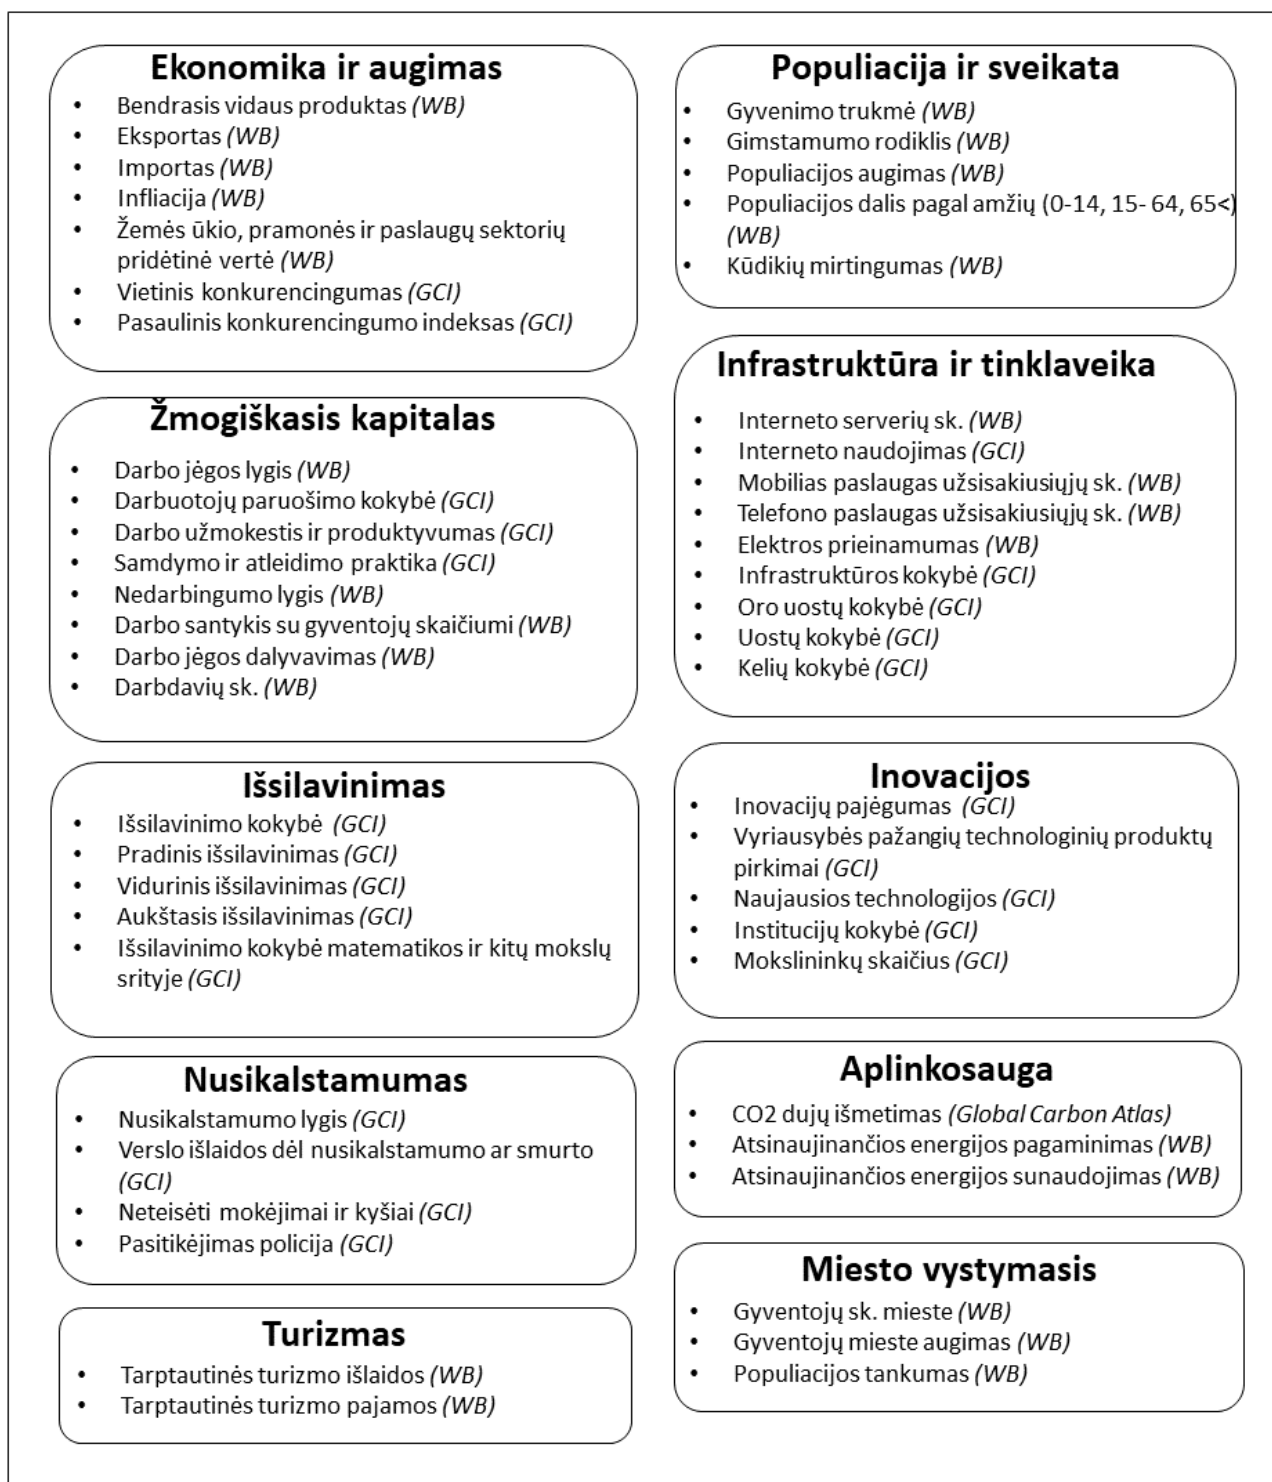 Ekonomika ir augimas
• Bendrasis vidaus produktas (WB)
• Eksportas (WB)
• Importas (WB)
• Infliacija (WB)
• Žemės ūkio, pramonės ir paslaugų sektorių
pridėtinė vertė (WB)
• Vietinis konkurencingumas (GCI)
• Pasaulinis konkurencingumo indeksas (GCI)
Žmogiškasis kapitalas
• Darbo jėgos lygis (WB)
• Darbuotojų paruošimo kokybė (GCI)
• Darbo užmokestis ir produktyvumas (GCI)
• Samdymo ir atleidimo praktika (GCI)
• Nedarbingumo lygis (WB)
• Darbo santykis su gyventojų skaičiumi (WB)
• Darbo jėgos dalyvavimas (WB)
• Darbdavių sk. (WB)
Išsilavinimas
• Išsilavinimo kokybė (GCI)
• Pradinis išsilavinimas (GCI)
• Vidurinis išsilavinimas (GCI)
• Aukštasis išsilavinimas (GCI)
• Išsilavinimo kokybė matematikos ir kitų mokslų
srityje (GCI)
Nusikalstamumas
• Nusikalstamumo lygis (GCI)
• Verslo išlaidos dėl nusikalstamumo ar smurto
(GCI)
• Neteisėti mokėjimai ir kyšiai (GCI)
• Pasitikėjimas policija (GCI)
Turizmas
• Tarptautinės turizmo išlaidos (WB)
• Tarptautinės turizmo pajamos (WB)
Populiacija ir sveikata
• Gyvenimo trukmė (WB)
• Gimstamumo rodiklis (WB)
• Populiacijos augimas (WB)
• Populiacijos dalis pagal amžių (0-14, 15- 64, 65<)
(WB)
• Kūdikių mirtingumas (WB)
Infrastruktūra ir tinklaveika
• Interneto serverių sk. (WB)
• Interneto naudojimas (GCI)
• Mobilias paslaugas užsisakiusiųjų sk. (WB)
• Telefono paslaugas užsisakiusiųjų sk. (WB)
• Elektros prieinamumas (WB)
• Infrastruktūros kokybė (GCI)
• Oro uostų kokybė (GCI)
• Uostų kokybė (GCI)
• Kelių kokybė (GCI)
Inovacijos
• Inovacijų pajėgumas (GCI)
• Vyriausybės pažangių technologinių produktų
pirkimai (GCI)
• Naujausios technologijos (GCI)
• Institucijų kokybė (GCI)
• Mokslininkų skaičius (GCI)
Aplinkosauga
• CO2 dujų išmetimas (Global Carbon Atlas)
• Atsinaujinančios energijos pagaminimas (WB)
• Atsinaujinančios energijos sunaudojimas (WB)
Miesto vystymasis
• Gyventojų sk. mieste (WB)
• Gyventojų mieste augimas (WB)
• Populiacijos tankumas (WB)